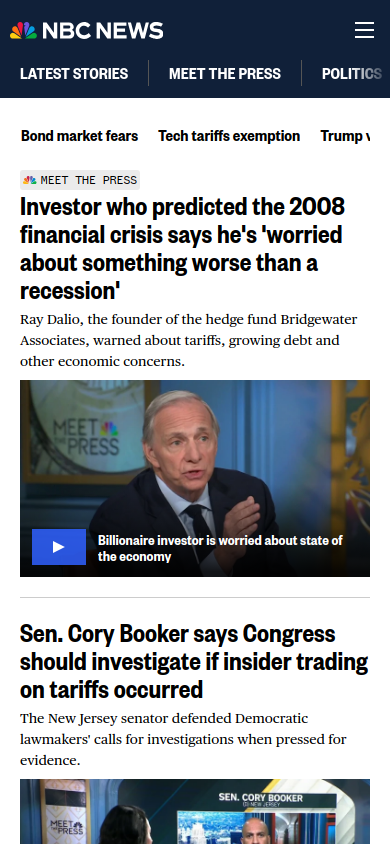 NBC NEWS
LATEST STORIES
MEET THE PRESS
POLITICS
Bond market fears
Tech tariffs exemption
Trump
MEET THE PRESS
Investor who predicted the 2008
financial crisis says he's 'worried
about something worse than a
recession'
Ray Dalio, the founder of the hedge fund Bridgewater
Associates, warned about tariffs, growing debt and
other economic concerns.
MEET
THE
PRESS
Billionaire investor is worried about state of
the economy
Sen. Cory Booker says Congress
should investigate if insider trading
on tariffs occurred
The New Jersey senator defended Democratic
lawmakers' calls for investigations when pressed for
evidence.
SEN. CORY BOOKER
(D) NEW JERSEY
MEET
THE PRESS